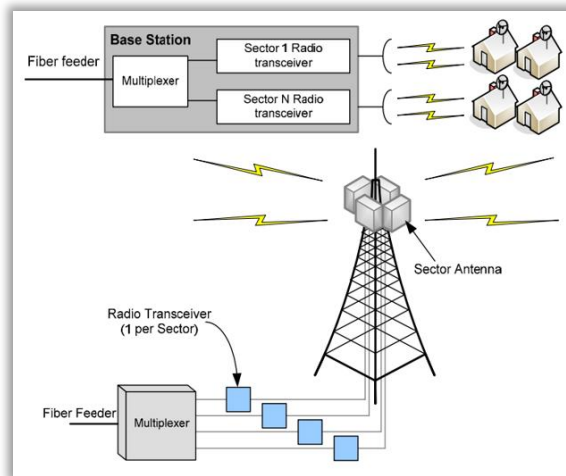 Base Station
Fiber feeder
Multiplexer
Sector 1 Radio
transceiver
Sector N Radio
transceiver
Sector Antenna
Radio Transceiver
(1 per Sector)
Fiber Feeder
Multiplexer